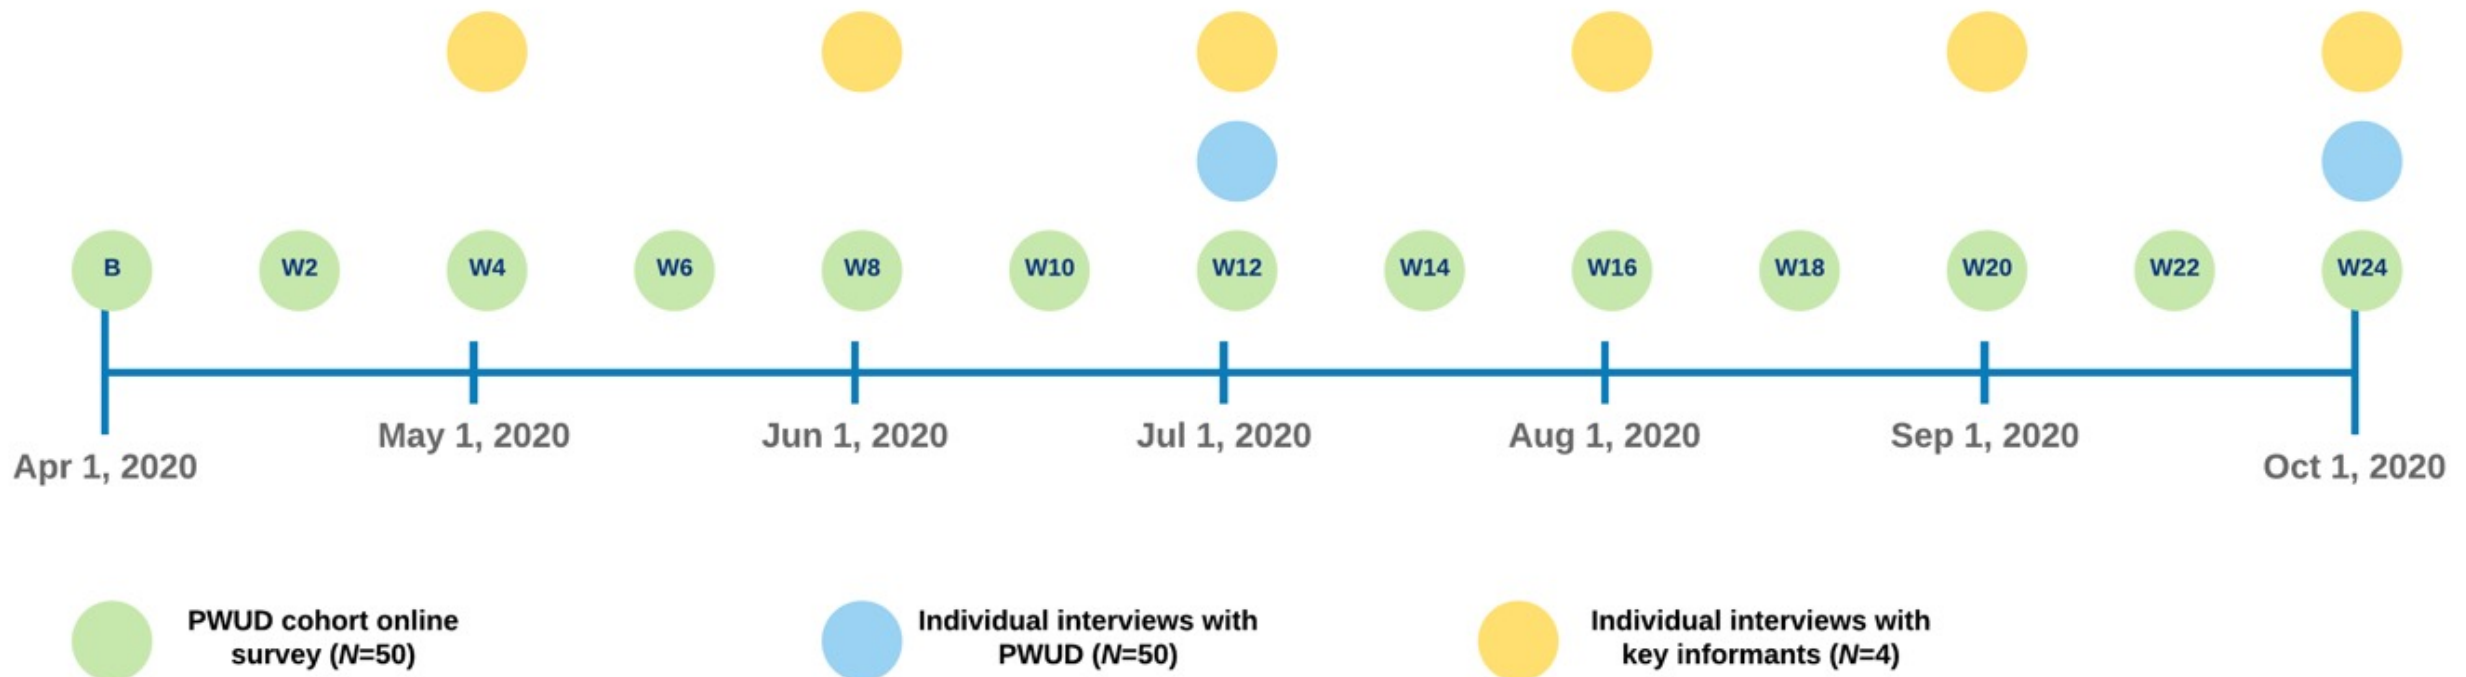 B W2 W4 W6 W8 W10 W12 W14 W16 W18 W20 W22 W24
May 1, 2020 Jun 1, 2020 Jul 1, 2020 Aug 1, 2020 Sep 1, 2020
Apr 1, 2020 Oct 1, 2020
PWUD cohort online
survey (N=50)
Individual interviews with
PWUD (N=50)
Individual interviews with
key informants (N=4)